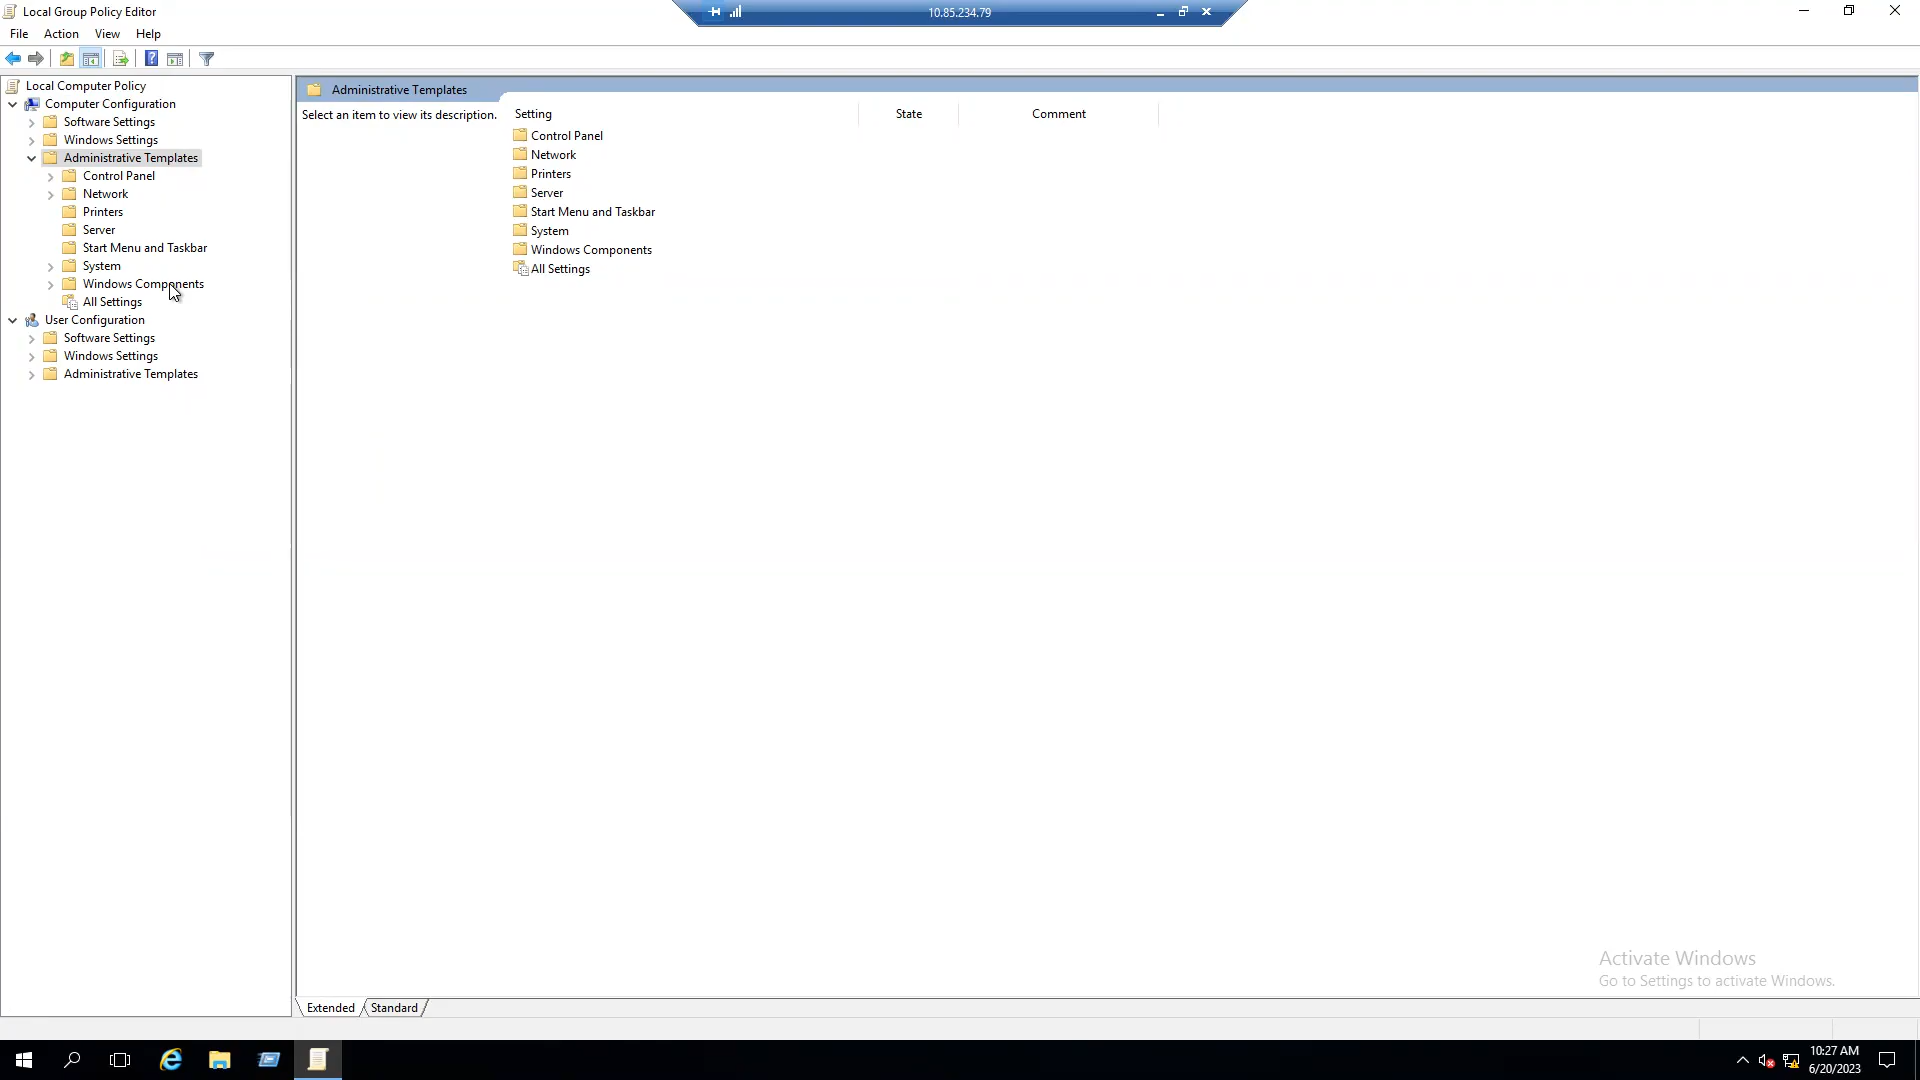 Local Group Policy Editor
10.85.234.79
File Action View Help
Local Computer Policy
Computer Configuration
Software Settings
Windows Settings
Administrative Templates
Control Panel
Network
Printers
Server
Start Menu and Taskbar
System
Windows Components
All Settings
User Configuration
Software Settings
Windows Settings
Administrative Templates
Administrative Templates
Select an item to view its description.
Setting State Comment
Control Panel
Network
Printers
Server
Start Menu and Taskbar
System
Windows Components
All Settings
Activate Windows
Go to Settings to activate Windows.
Extended Standard
10:27 AM
6/20/2023